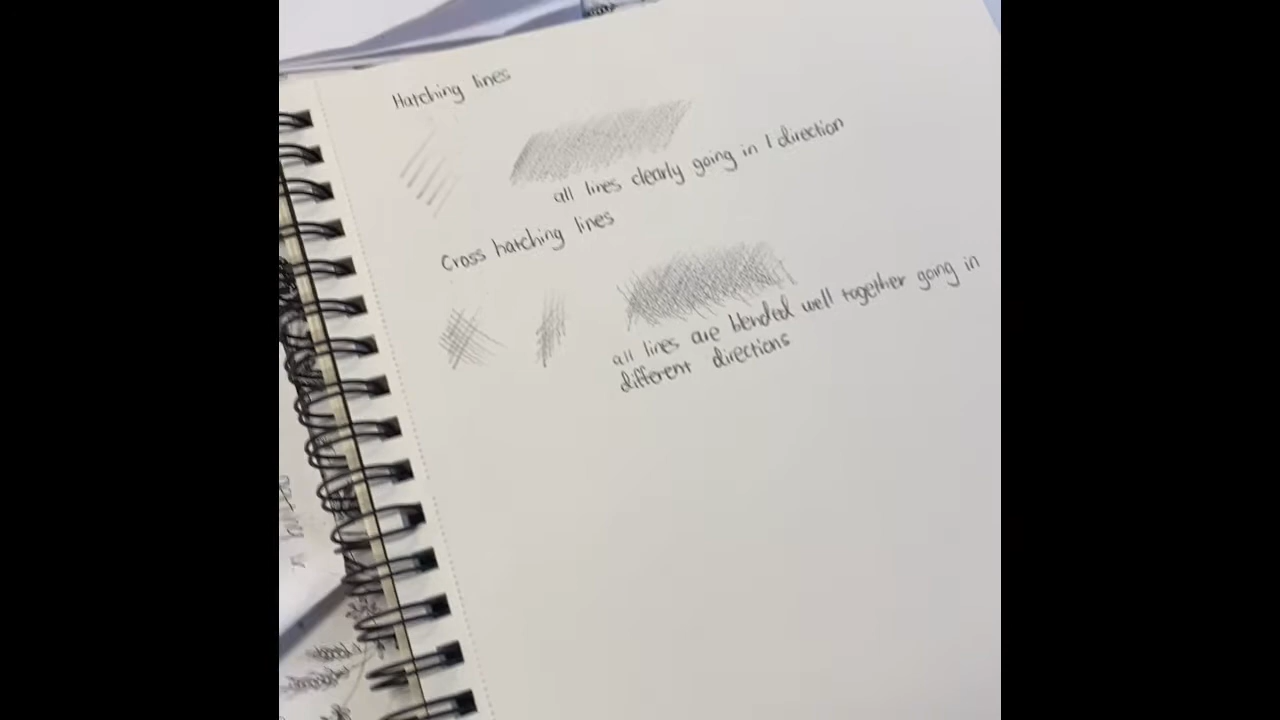 Hatching lines
all lines clearly going in 1 direction
Cross hatching lines
all lines are blended well together going in
different directions